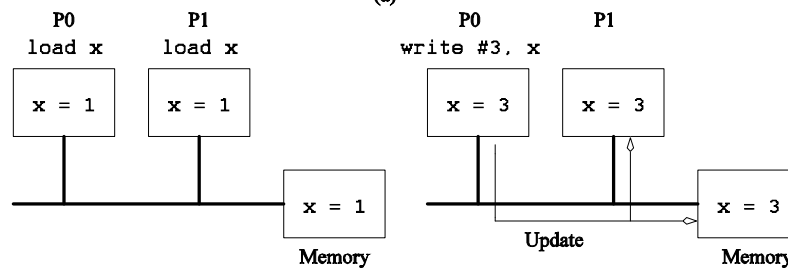 P0 P1 P0 P1
load x load x write #3, x
x = 1 x = 1 x = 3 x = 3
x = 1 x = 3
Update
Memory Memory